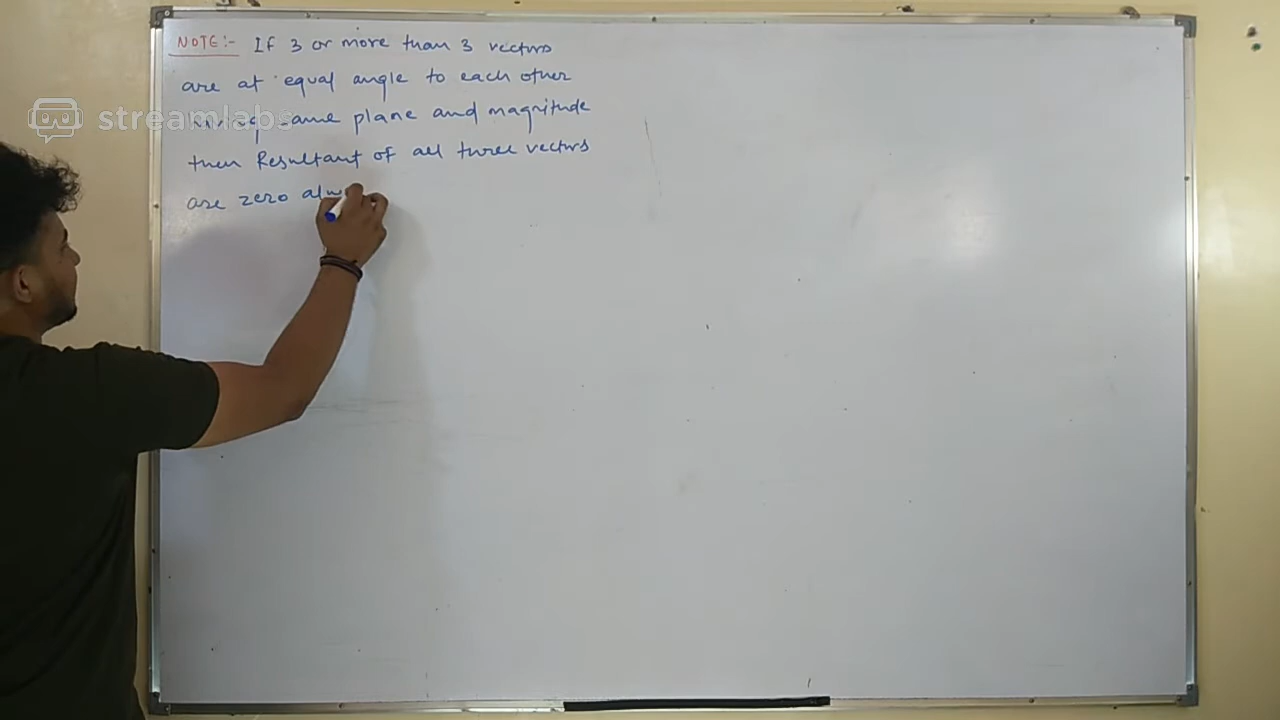 NOTE:- If 3 or more than 3 vectors
are at equal angle to each other
streamlabs
same plane and magnitude
then Resultant of all three vectors
are zero alw